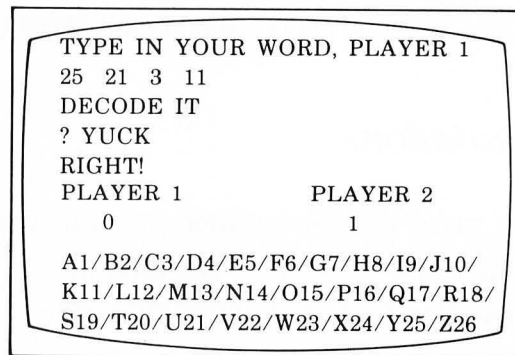 TYPE IN YOUR WORD, PLAYER 1
25 21 3 11
DECODE IT
? YUCK
RIGHT!
PLAYER 1 PLAYER 2
0 1
A1/B2/C3/D4/E5/F6/G7/H8/I9/J10/
K11/L12/M13/N14/O15/P16/Q17/R18/
S19/T20/U21/V22/W23/X24/Y25/Z26